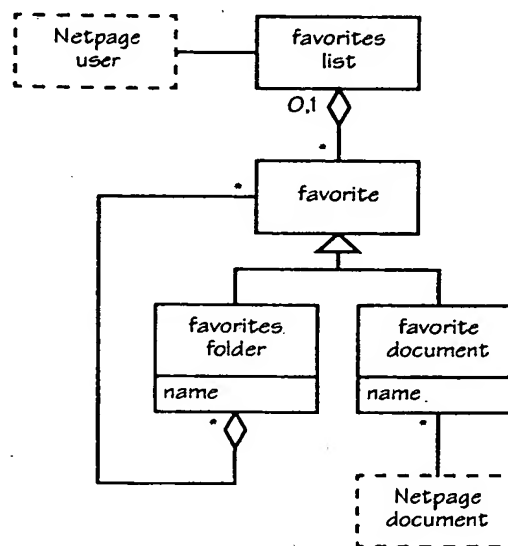 Netpage
user
favorites
list
0,1
*
*
favorite
favorites
folder
name
*
favorite
document
name
*
Netpage
document